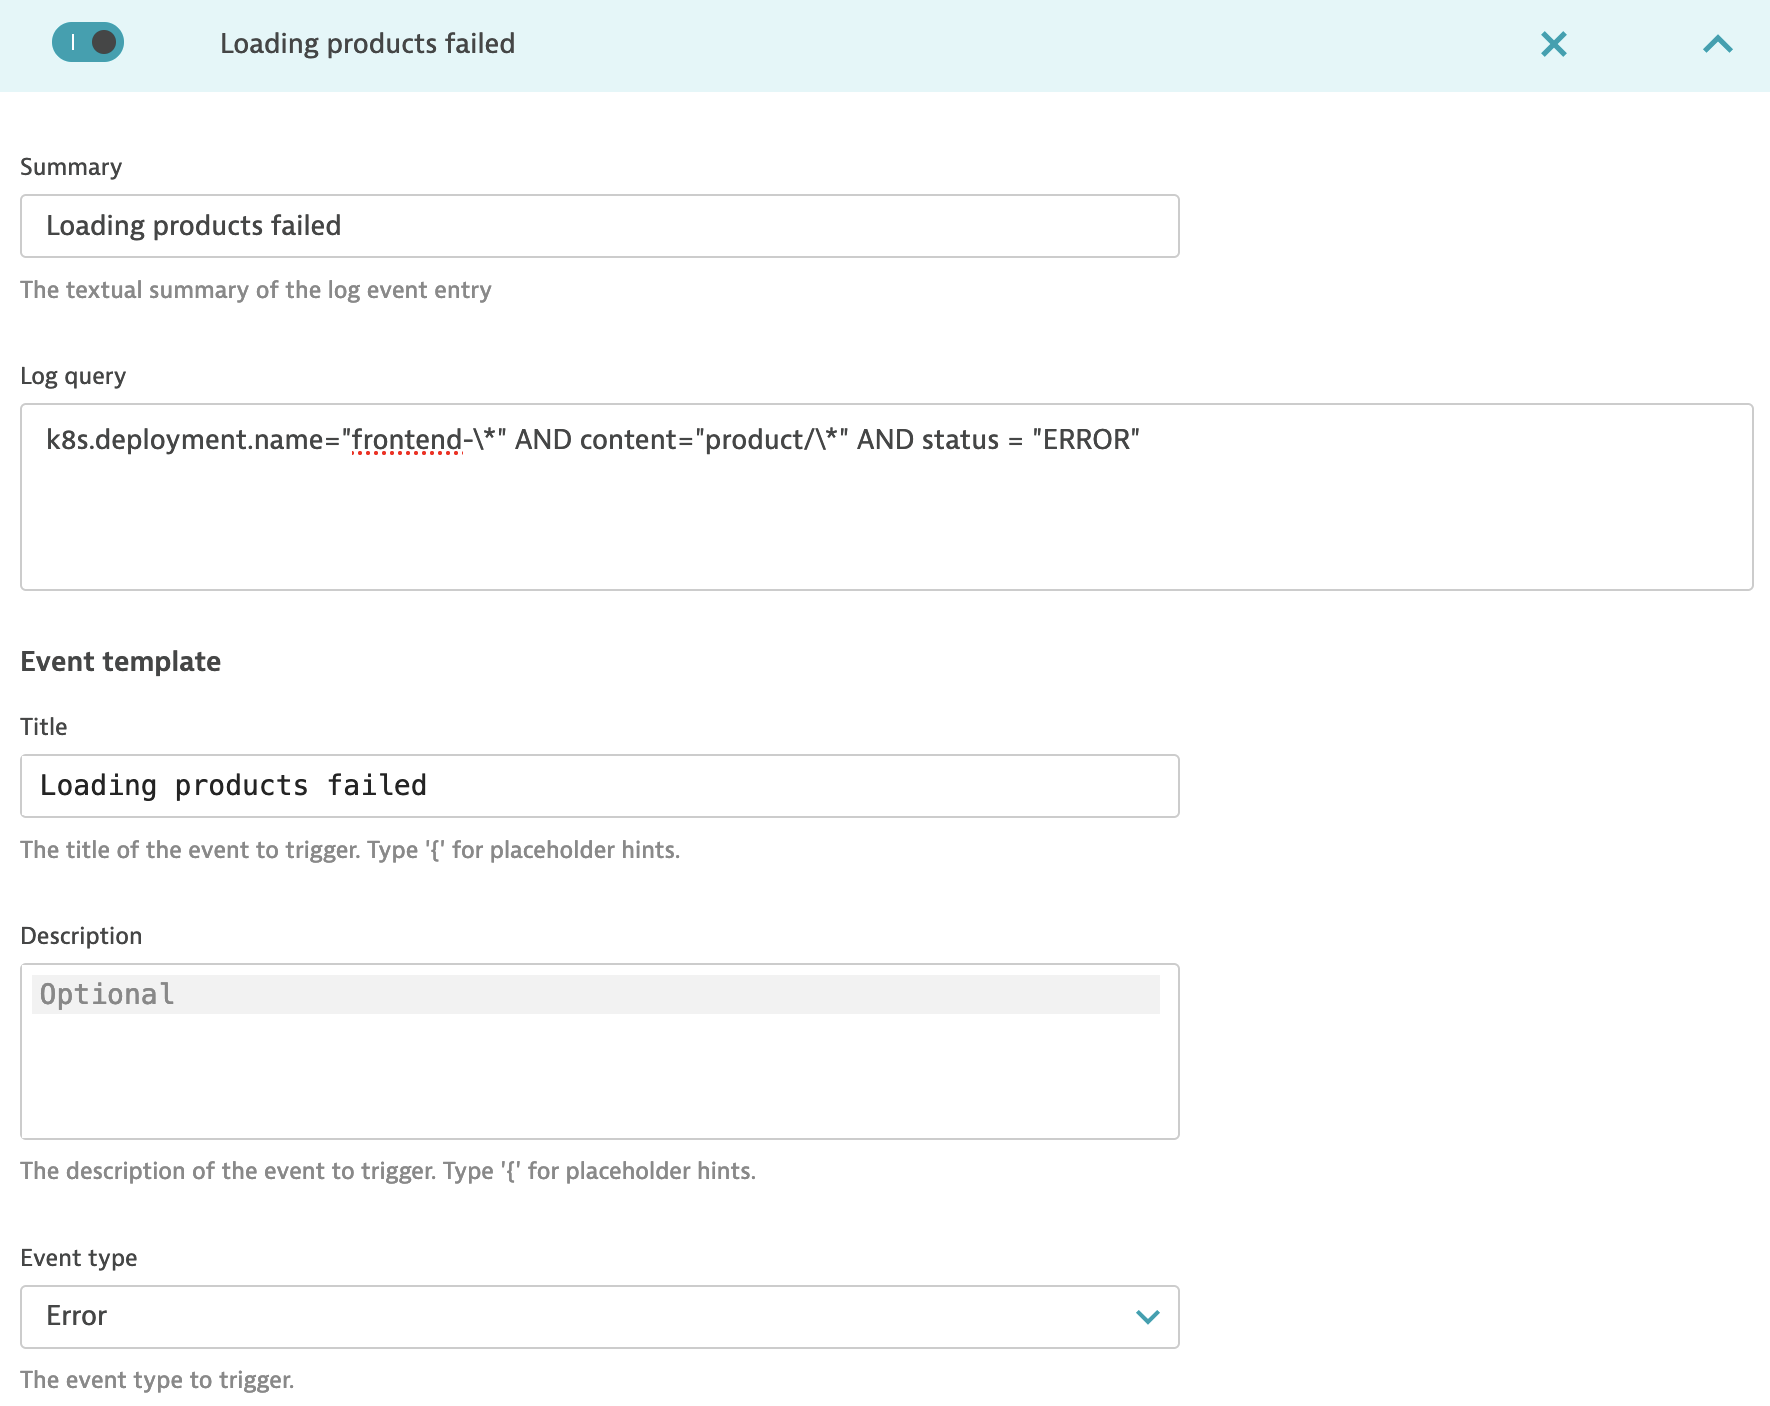 Loading products failed
Summary
Loading products failed
The textual summary of the log event entry
Log query
k8s.deployment.name="frontend-\*" AND content="product/\*" AND status = "ERROR"
Event template
Title
Loading products failed
The title of the event to trigger. Type '{' for placeholder hints.
Description
Optional
The description of the event to trigger. Type '{' for placeholder hints.
Event type
Error
The event type to trigger.